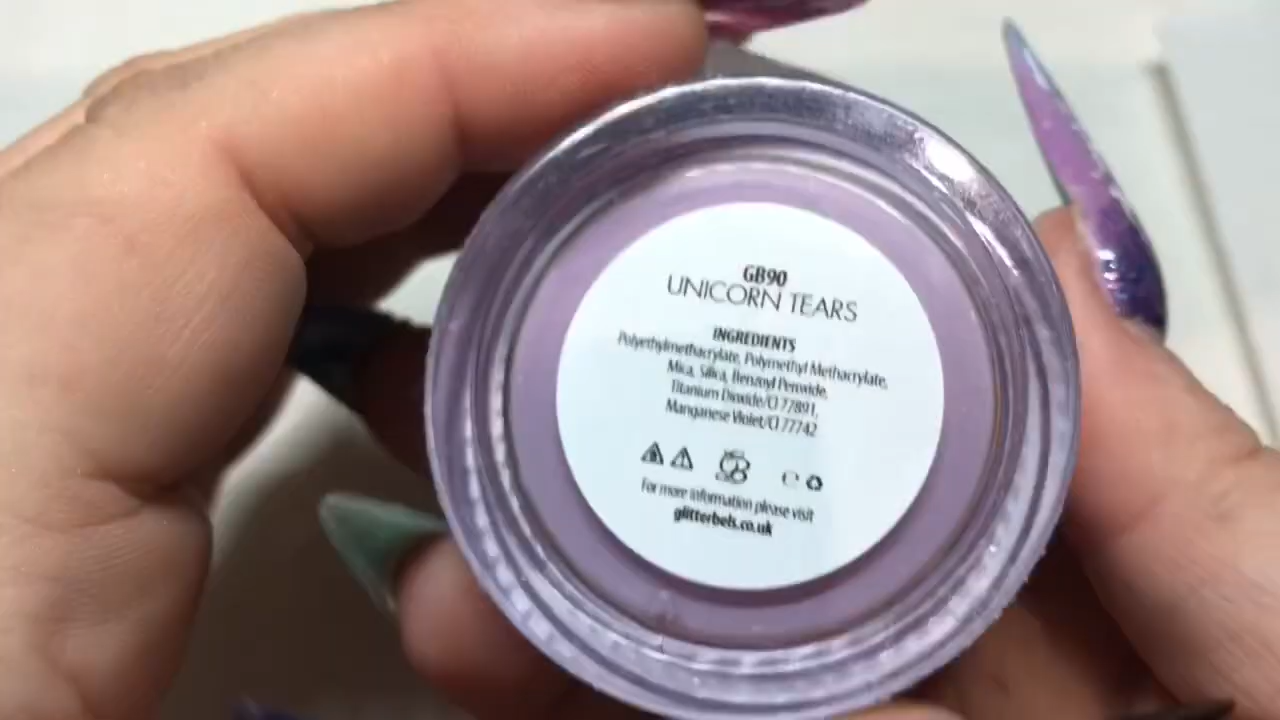 GB90
UNICORN TEARS
INGREDIENTS
Polyethylmethacrylate, Polymethyl Methacrylate,
Mica, Silica, Benzoyl Peroxide,
Titanium Dioxide/CI 77891,
Manganese Violet/CI 77742
For more information please visit
glitterbels.co.uk